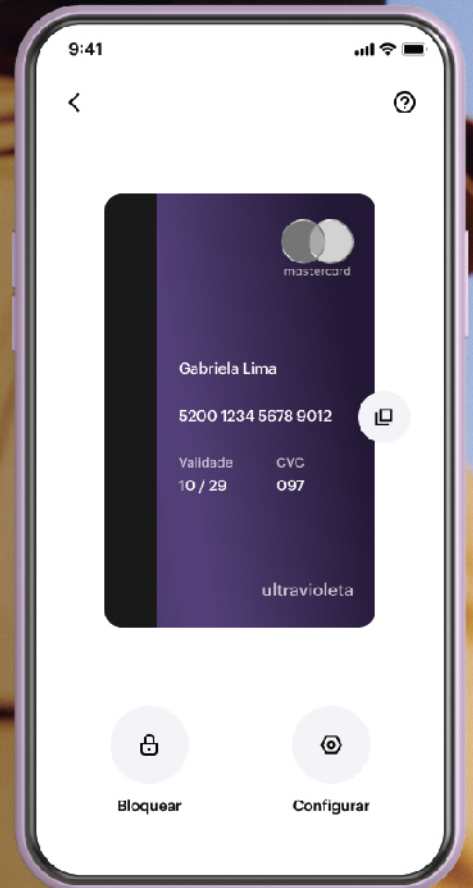 9:41
mastercard
Gabriela Lima
5200 1234 5678 9012
Validade CVC
10 / 29 097
ultravioleta
Bloquear Configurar